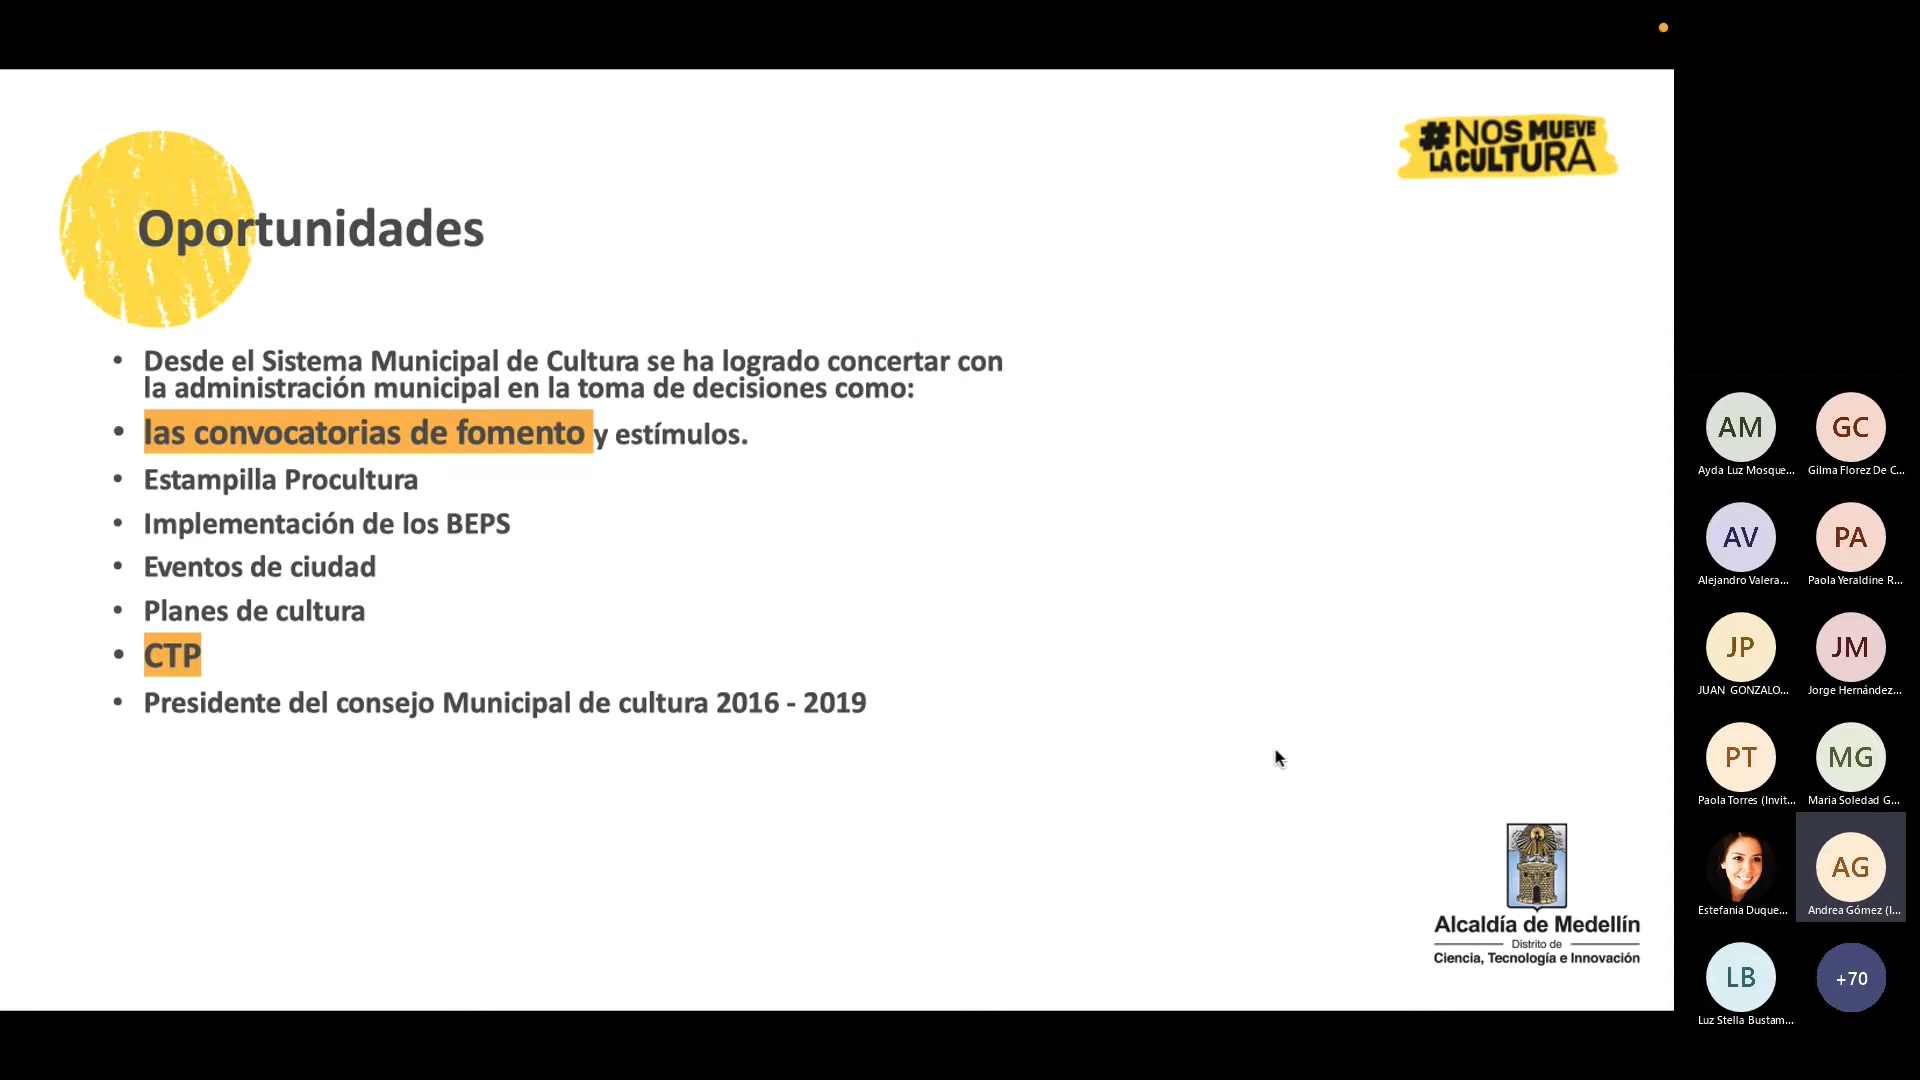 #NOS MUEVE
LA CULTURA
Oportunidades
• Desde el Sistema Municipal de Cultura se ha logrado concertar con
la administración municipal en la toma de decisiones como:
• las convocatorias de fomento y estímulos.
• Estampilla Procultura
• Implementación de los BEPS
• Eventos de ciudad
• Planes de cultura
• CTP
• Presidente del consejo Municipal de cultura 2016 - 2019
Alcaldía de Medellín
Distrito de
Ciencia, Tecnología e Innovación
AM
GC
Ayda Luz Mosque...
Gilma Florez De C...
AV
PA
Alejandro Valera...
Paola Yeraldine R...
JP
JM
JUAN GONZALO...
Jorge Hernández...
PT
MG
Paola Torres (Invit...
Maria Soledad G...
AG
Estefania Duque...
Andrea Gómez (I...
LB
+70
Luz Stella Bustam...